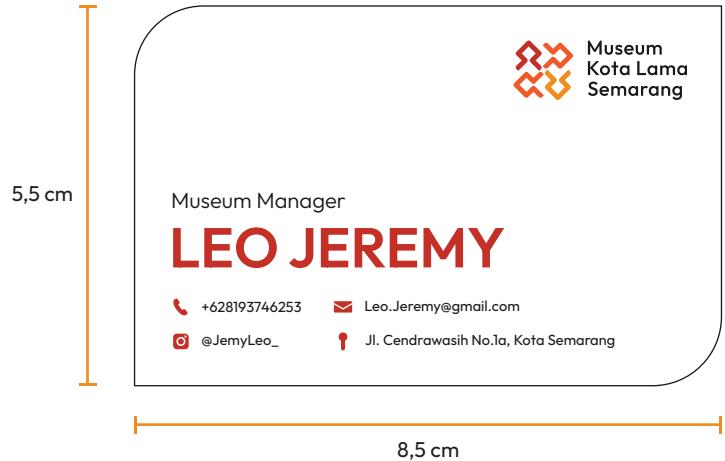 Museum
Kota Lama
Semarang
5,5 cm
Museum Manager
LEO JEREMY
+628193746253
Leo.Jeremy@gmail.com
@JemyLeo_
Jl. Cendrawasih No.1a, Kota Semarang
8,5 cm